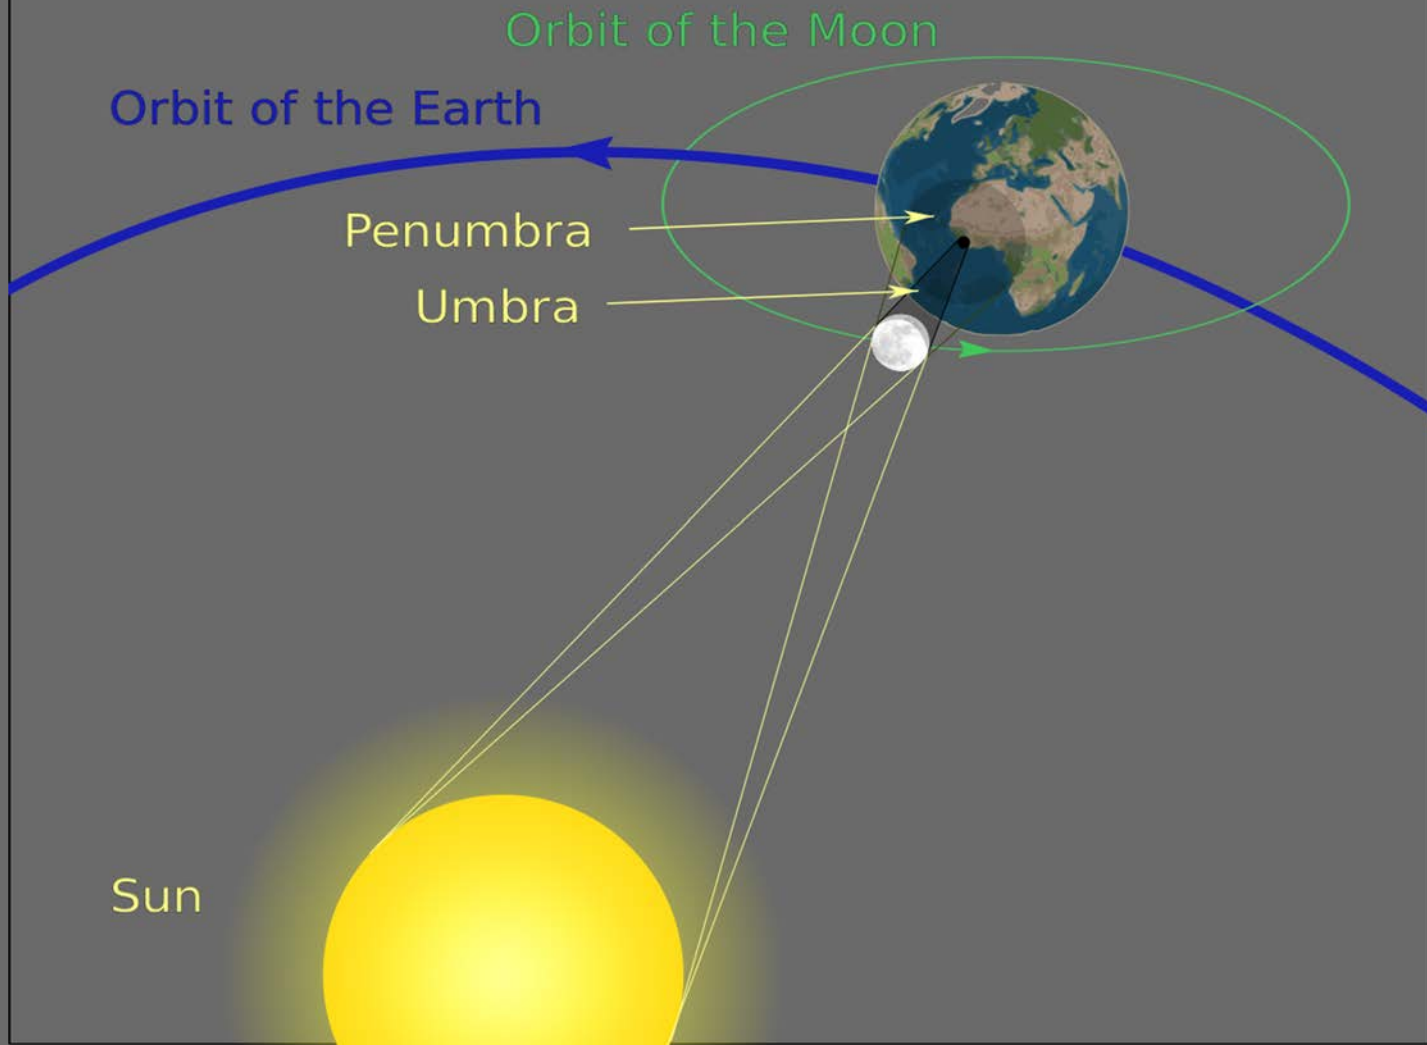 Orbit of the Moon
Orbit of the Earth
Penumbra
Umbra
Sun